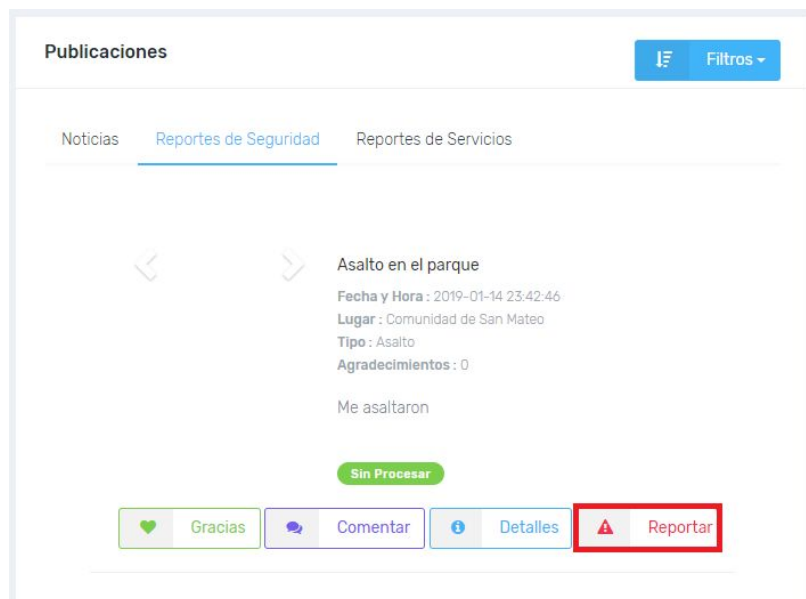 Publicaciones
Filtros
Noticias Reportes de Seguridad Reportes de Servicios
Asalto en el parque
Fecha y Hora : 2019-01-14 23:42:46
Lugar : Comunidad de San Mateo
Tipo : Asalto
Agradecimientos : 0
Me asaltaron
Sin Procesar
Gracias Comentar Detalles Reportar